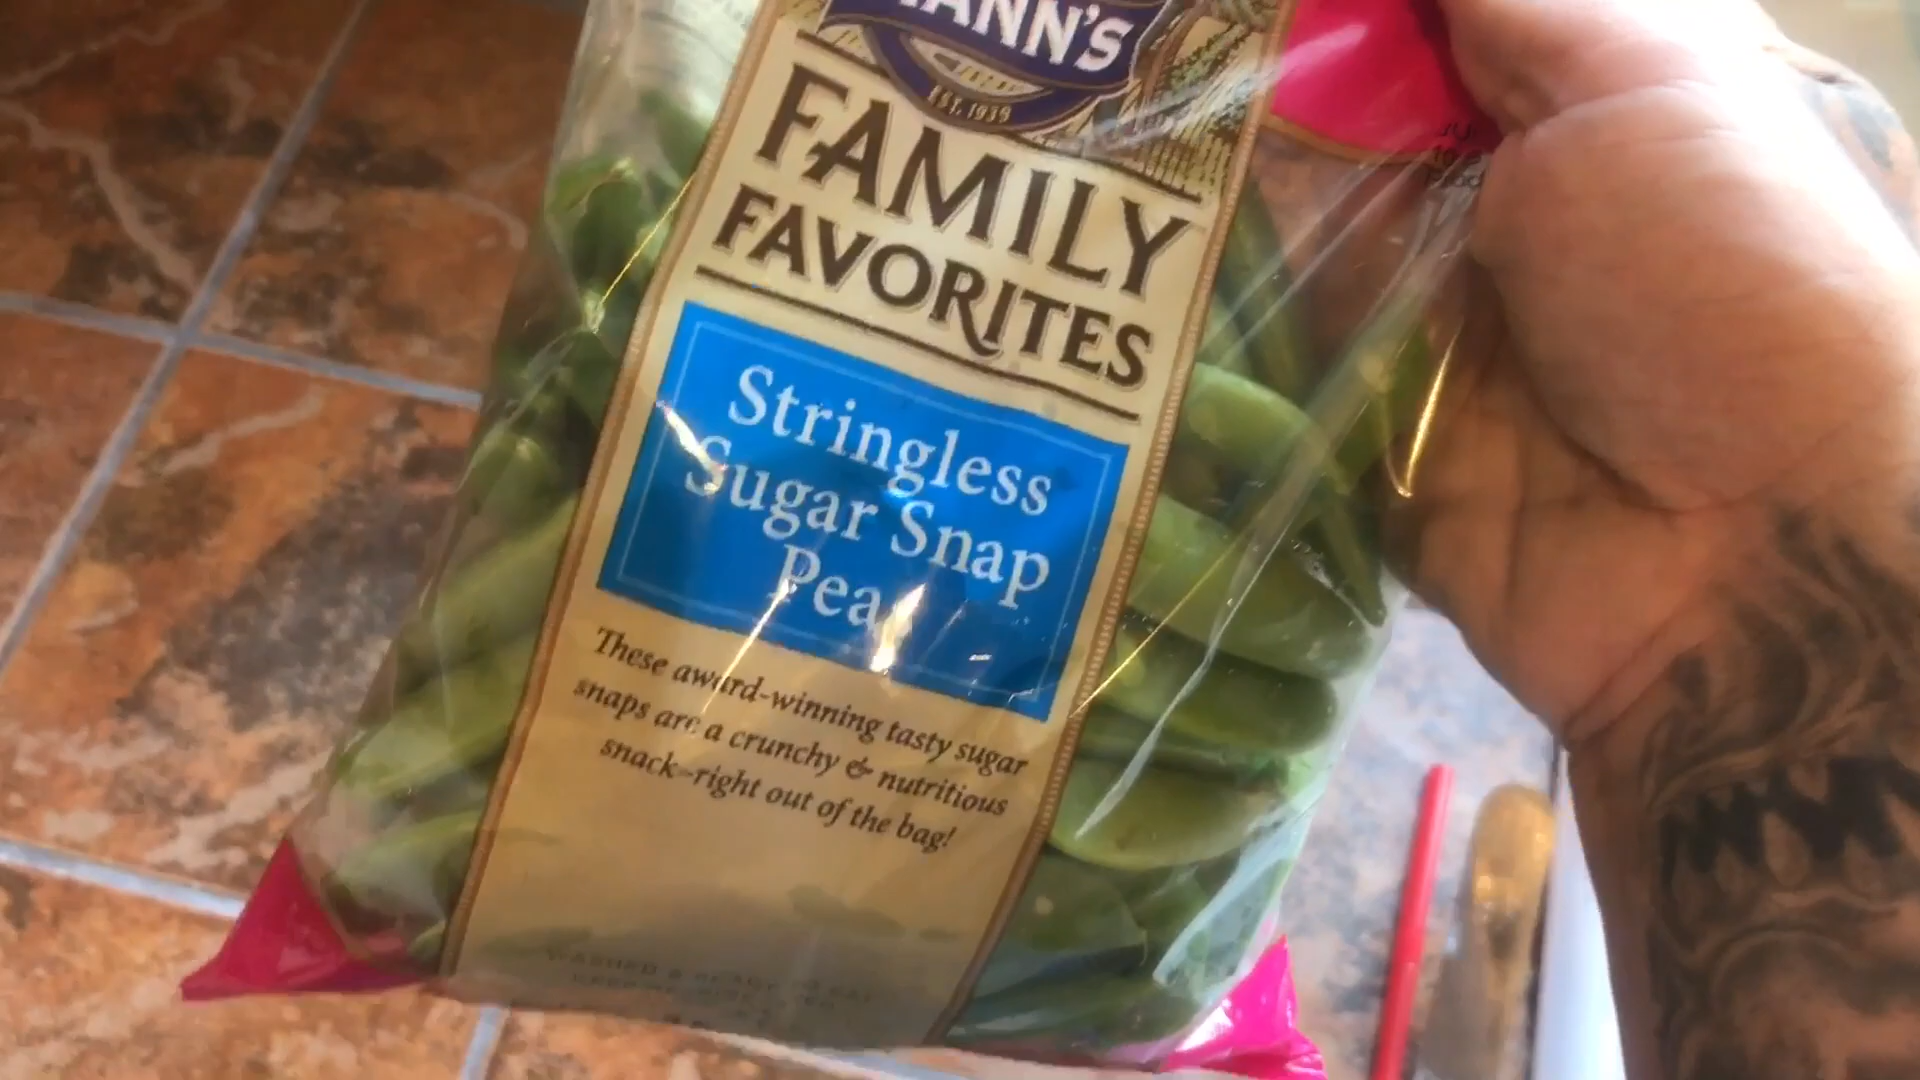 EST. 1939
FAMILY
FAVORITES
Stringless
Sugar Snap
These award-winning tasty sugar
snaps are a crunchy & nutritious
snack–right out of the bag!